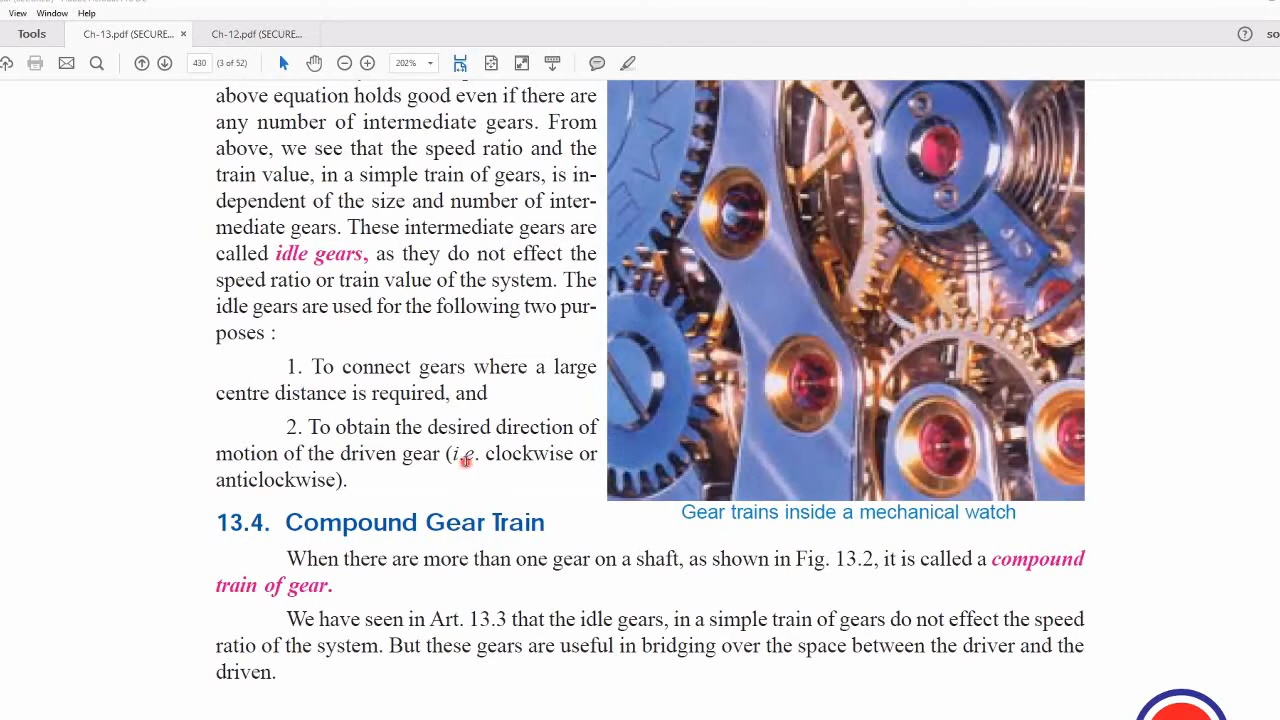 View Window Help
Tools Ch-13.pdf (SECURE... × Ch-12.pdf (SECURE...
430 (3 of 52) 202%
above equation holds good even if there are
any number of intermediate gears. From
above, we see that the speed ratio and the
train value, in a simple train of gears, is in-
dependent of the size and number of inter-
mediate gears. These intermediate gears are
called idle gears, as they do not effect the
speed ratio or train value of the system. The
idle gears are used for the following two pur-
poses :
1. To connect gears where a large
centre distance is required, and
2. To obtain the desired direction of
motion of the driven gear (i.e. clockwise or
anticlockwise).
Gear trains inside a mechanical watch
13.4. Compound Gear Train
When there are more than one gear on a shaft, as shown in Fig. 13.2, it is called a compound
train of gear.
We have seen in Art. 13.3 that the idle gears, in a simple train of gears do not effect the speed
ratio of the system. But these gears are useful in bridging over the space between the driver and the
driven.